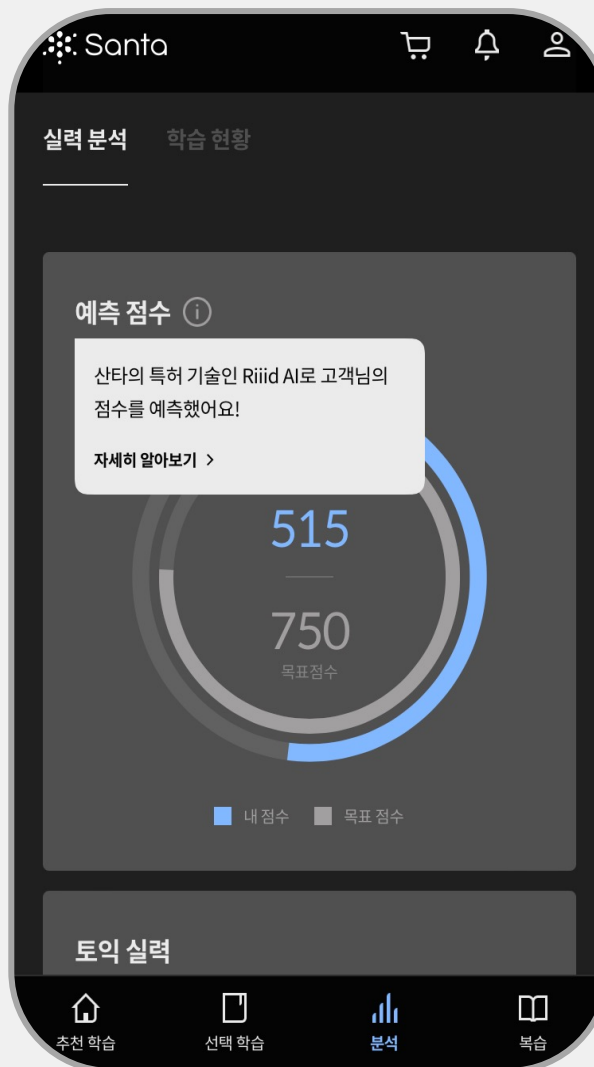 Santa
실력 분석 학습 현황
예측 점수
산타의 특허 기술인 Riiid AI로 고객님의
점수를 예측했어요!
자세히 알아보기 >
515
750
목표점수
내 점수 목표 점수
토익 실력
추천 학습 선택 학습 분석 복습